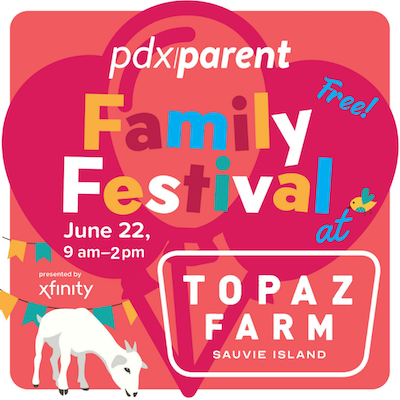 pdx|parent
Free!
Family
Festival
at
June 22,
9 am–2pm
presented by
xfinity
TOPAZ
FARM
SAUVIE ISLAND